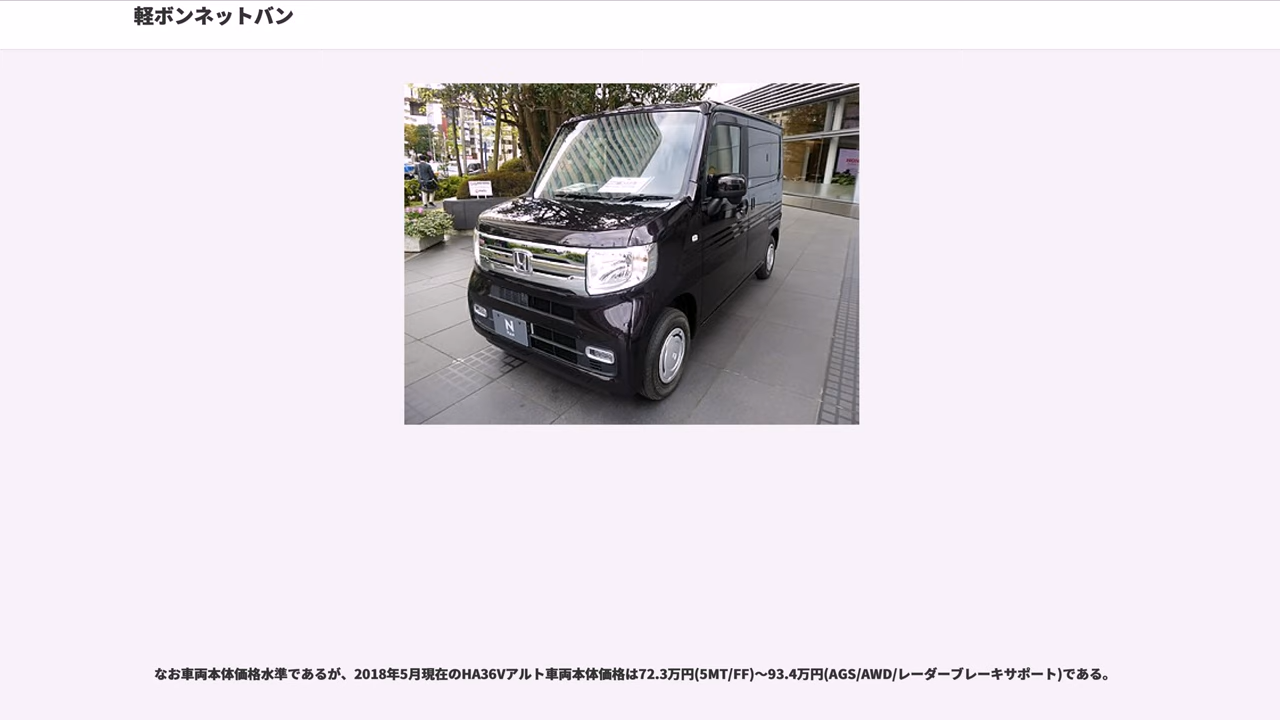 軽ボンネットバン
N
なお車両本体価格水準であるが、2018年5月現在のHA36Vアルト車両本体価格は72.3万円(5MT/FF)〜93.4万円(AGS/AWD/レーダーブレーキサポート)である。